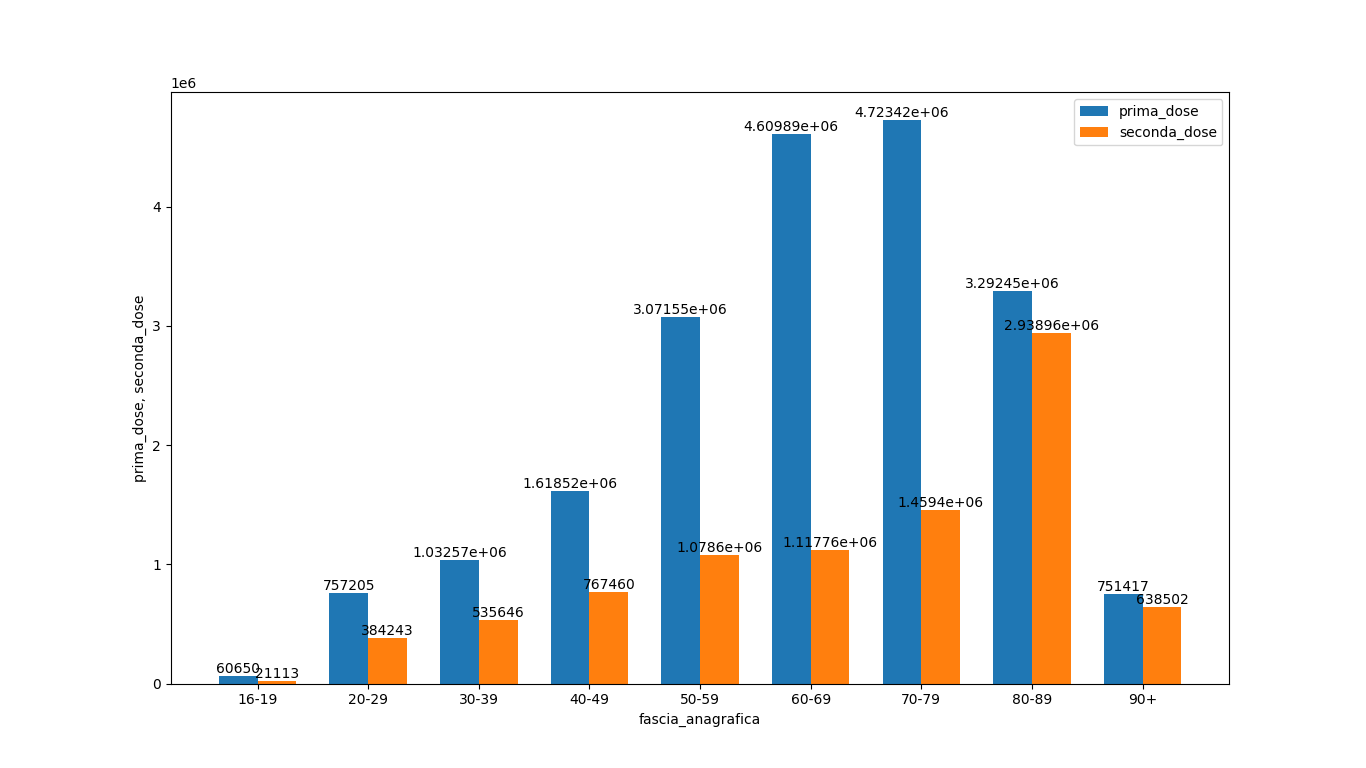 1e6
prima_dose
seconda_dose
4.72342e+06
4.60989e+06
3.29245e+06
3.07155e+06
2.93896e+06
1.61852e+06
1.4594e+06
1.03257e+06
1.0786e+06
1.11776e+06
757205
767460
751417
535646
638502
384243
60650
21113
4
3
2
1
0
prima_dose, seconda_dose
16-19 20-29 30-39 40-49 50-59 60-69 70-79 80-89 90+
fascia_anagrafica